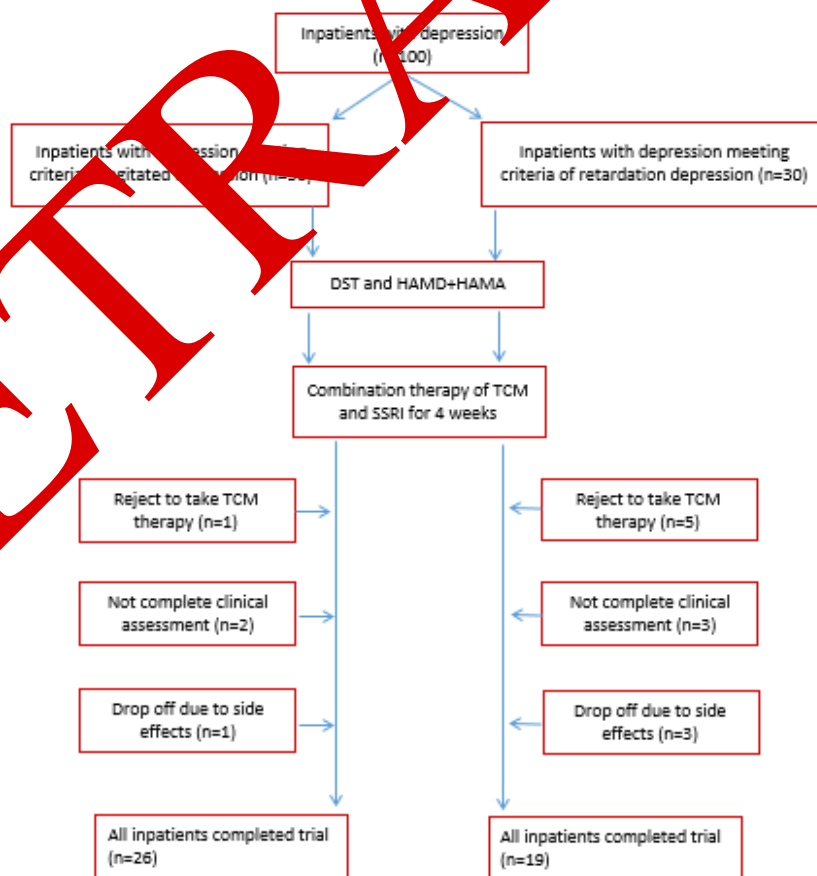 Inpatients with depression
(n=100)
Inpatients with
criteria
Inpatients with depression meeting
criteria of retardation depression (n=30)
DST and HAMD+HAMA
Combination therapy of TCM
and SSRI for 4 weeks
Reject to take TCM
therapy (n=1)
Reject to take TCM
therapy (n=5)
Not complete clinical
assessment (n=2)
Not complete clinical
assessment (n=3)
Drop off due to side
effects (n=1)
Drop off due to side
effects (n=3)
All inpatients completed trial
(n=26)
All inpatients completed trial
(n=19)
ETRA